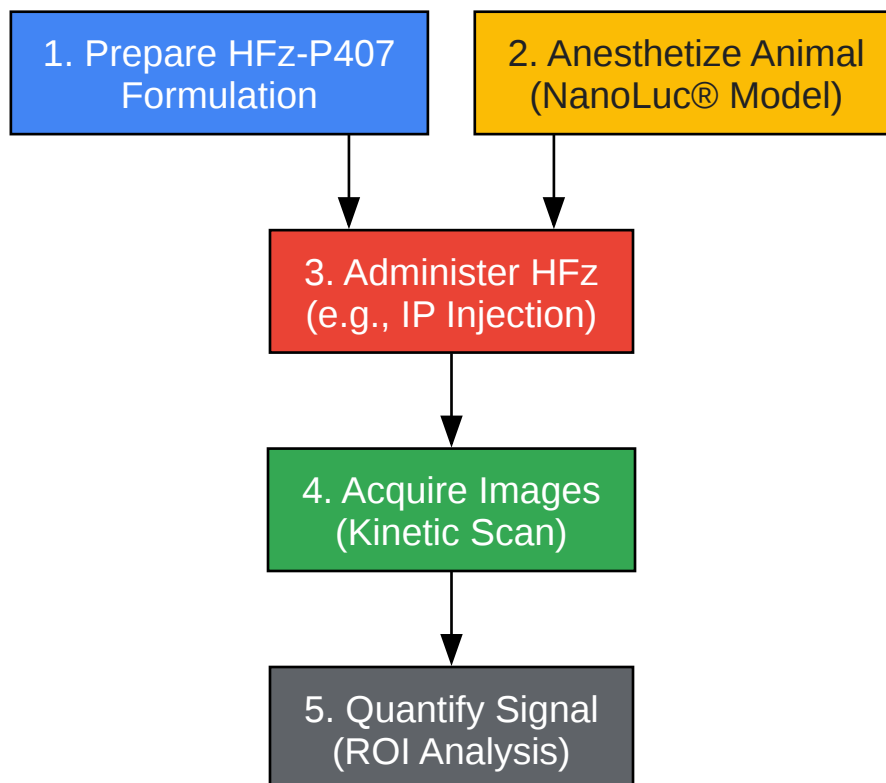 1. Prepare HFz-P407
Formulation
2. Anesthetize Animal
(NanoLuc® Model)
3. Administer HFz
(e.g., IP Injection)
4. Acquire Images
(Kinetic Scan)
5. Quantify Signal
(ROI Analysis)